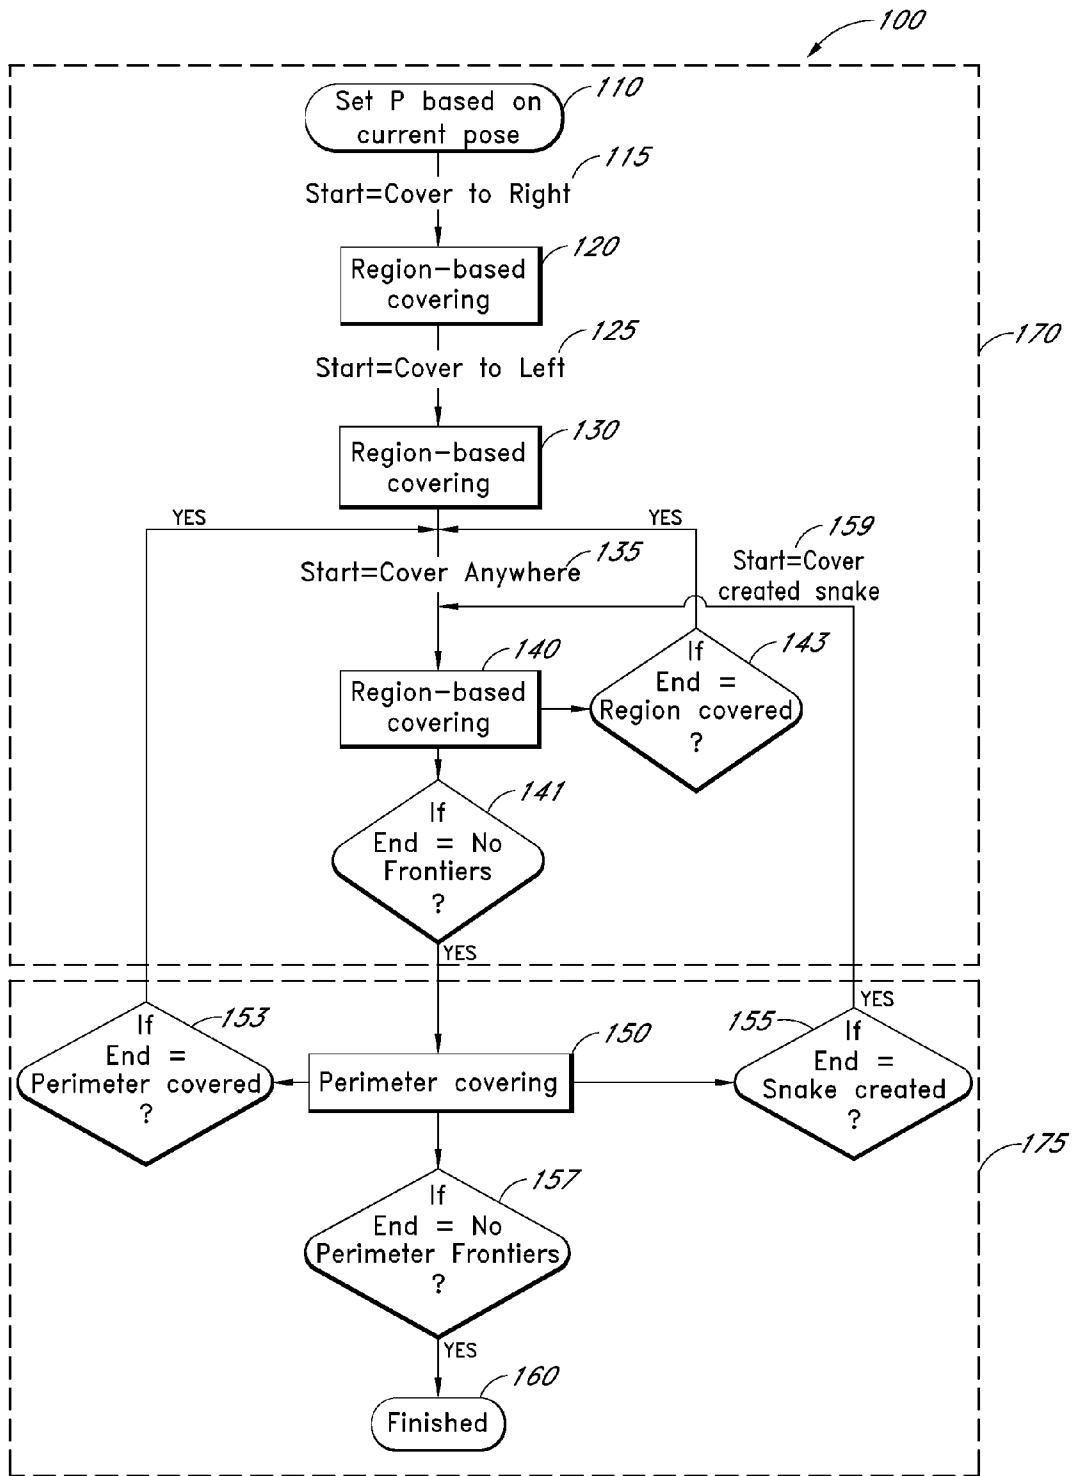 100
Set P based on
current pose
110
115
Start=Cover to Right
120
Region-based
covering
125
Start=Cover to Left
170
130
Region-based
covering
YES
YES
159
135
Start=Cover Anywhere
Start=Cover
created snake
140
143
Region-based
covering
If
End =
Region covered
?
141
If
End = No
Frontiers
?
YES
153
If
End =
Perimeter covered
?
150
Perimeter covering
YES
155
If
End =
Snake created
?
175
157
If
End = No
Perimeter Frontiers
?
YES
160
Finished